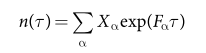 n(τ) = ∑_α X_α exp(F_α τ)